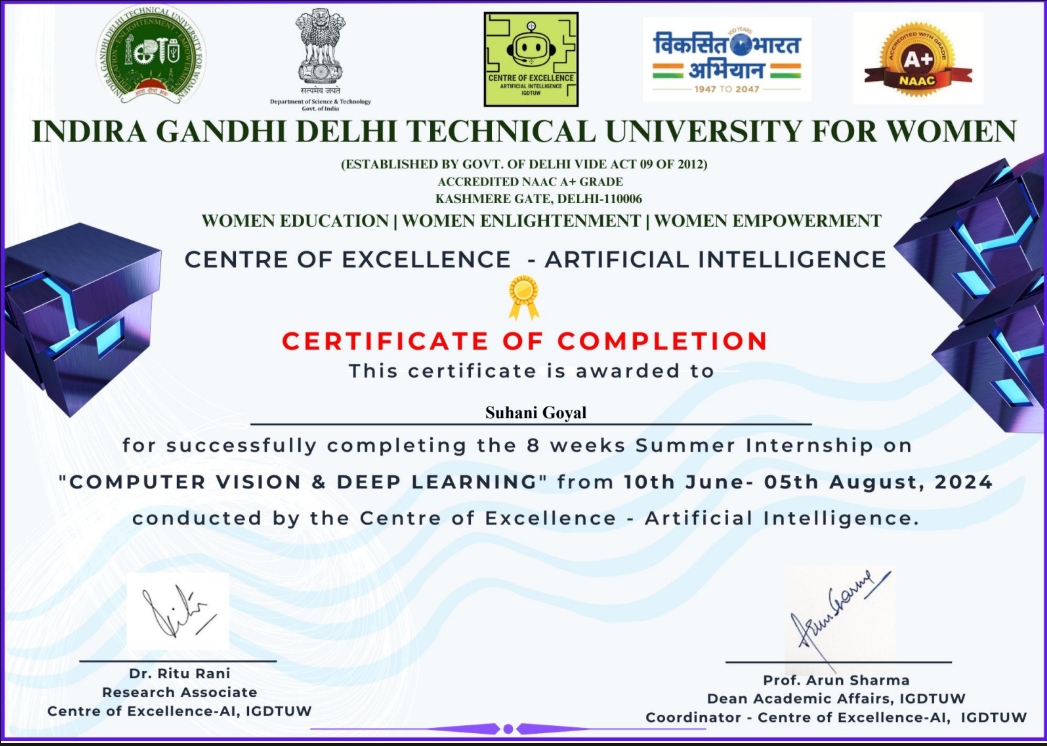 INDIRA GANDHI DELHI TECHNICAL UNIVERSITY FOR WOMEN
IGDTU
सत्यमेव जयते
Department of Science & Technology
Govt. of India
CENTRE OF EXCELLENCE
ARTIFICIAL INTELLIGENCE
IGDTUW
100 YEARS
विकसित भारत
अभियान
1947 TO 2047
ACCREDITED WITH GRADE
A+
NAAC
INDIRA GANDHI DELHI TECHNICAL UNIVERSITY FOR WOMEN
(ESTABLISHED BY GOVT. OF DELHI VIDE ACT 09 OF 2012)
ACCREDITED NAAC A+ GRADE
KASHMERE GATE, DELHI-110006
WOMEN EDUCATION | WOMEN ENLIGHTENMENT | WOMEN EMPOWERMENT
CENTRE OF EXCELLENCE - ARTIFICIAL INTELLIGENCE
CERTIFICATE OF COMPLETION
This certificate is awarded to
Suhani Goyal
for successfully completing the 8 weeks Summer Internship on
"COMPUTER VISION & DEEP LEARNING" from 10th June- 05th August, 2024
conducted by the Centre of Excellence - Artificial Intelligence.
Ritu
Arun Sharma
Dr. Ritu Rani
Research Associate
Centre of Excellence-AI, IGDTUW
Prof. Arun Sharma
Dean Academic Affairs, IGDTUW
Coordinator - Centre of Excellence-AI, IGDTUW